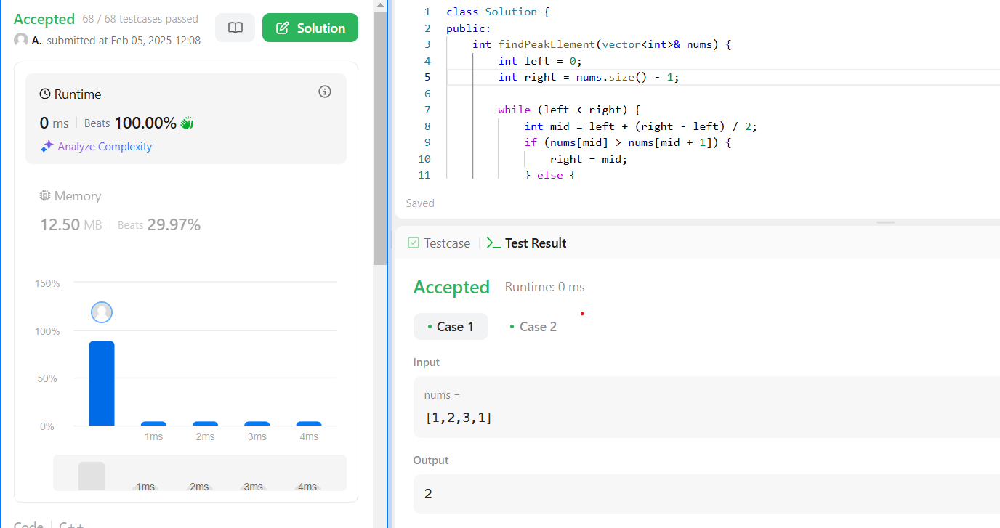 Accepted 68 / 68 testcases passed
A. submitted at Feb 05, 2025 12:08
Solution
Runtime
0 ms Beats 100.00%
Analyze Complexity
Memory
12.50 MB Beats 29.97%
150%
100%
50%
0%
1ms 2ms 3ms 4ms
1ms 2ms 3ms 4ms
Code C++
1 class Solution {
2 public:
3     int findPeakElement(vector<int>& nums) {
4         int left = 0;
5         int right = nums.size() - 1;
6
7         while (left < right) {
8             int mid = left + (right - left) / 2;
9             if (nums[mid] > nums[mid + 1]) {
10                 right = mid;
11             } else {
Saved
Testcase Test Result
Accepted Runtime: 0 ms
Case 1 Case 2
Input
nums =
[1,2,3,1]
Output
2